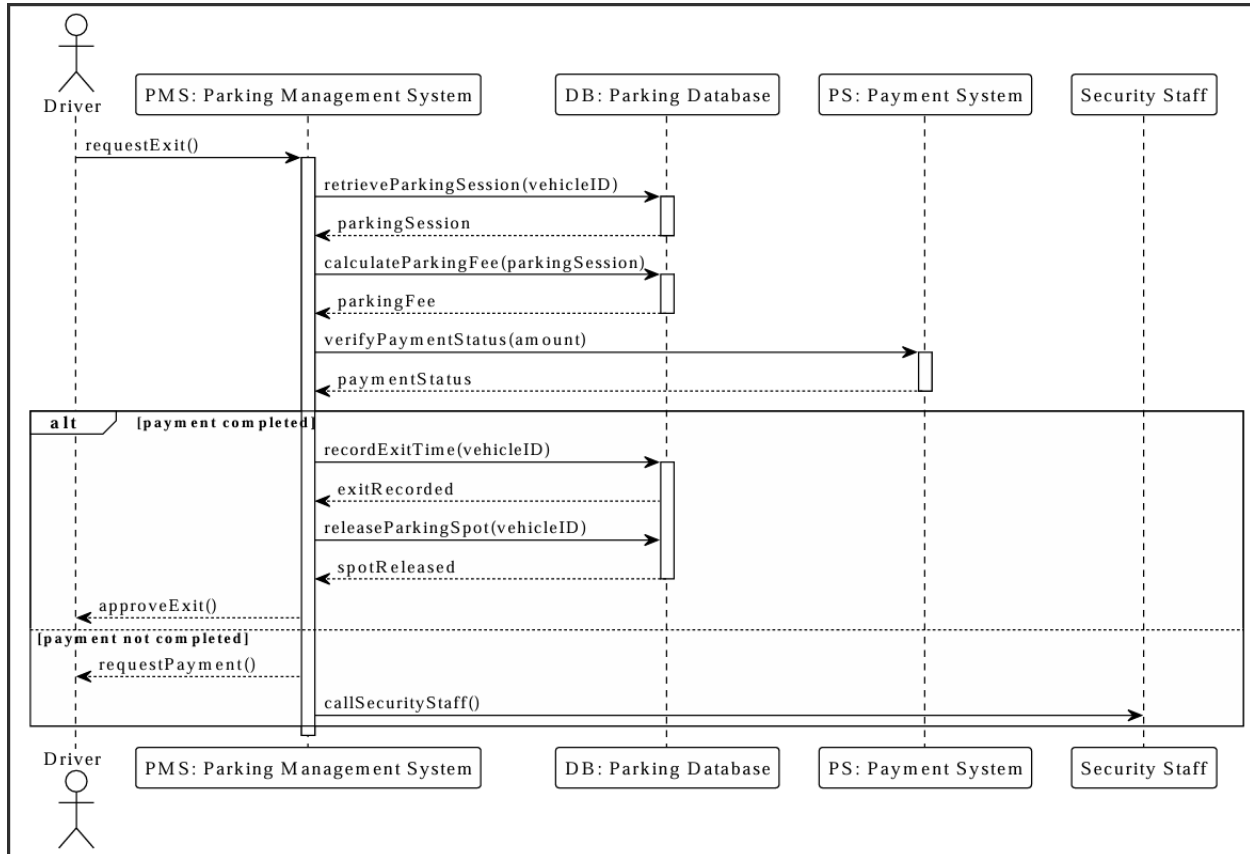 Driver
PMS: Parking Management System
DB: Parking Database
PS: Payment System
Security Staff
requestExit()
retrieveParkingSession(vehicleID)
parkingSession
calculateParkingFee(parkingSession)
parkingFee
verifyPaymentStatus(amount)
paymentStatus
alt
[payment completed]
recordExitTime(vehicleID)
exitRecorded
releaseParkingSpot(vehicleID)
spotReleased
approveExit()
[payment not completed]
requestPayment()
callSecurityStaff()
Driver
PMS: Parking Management System
DB: Parking Database
PS: Payment System
Security Staff